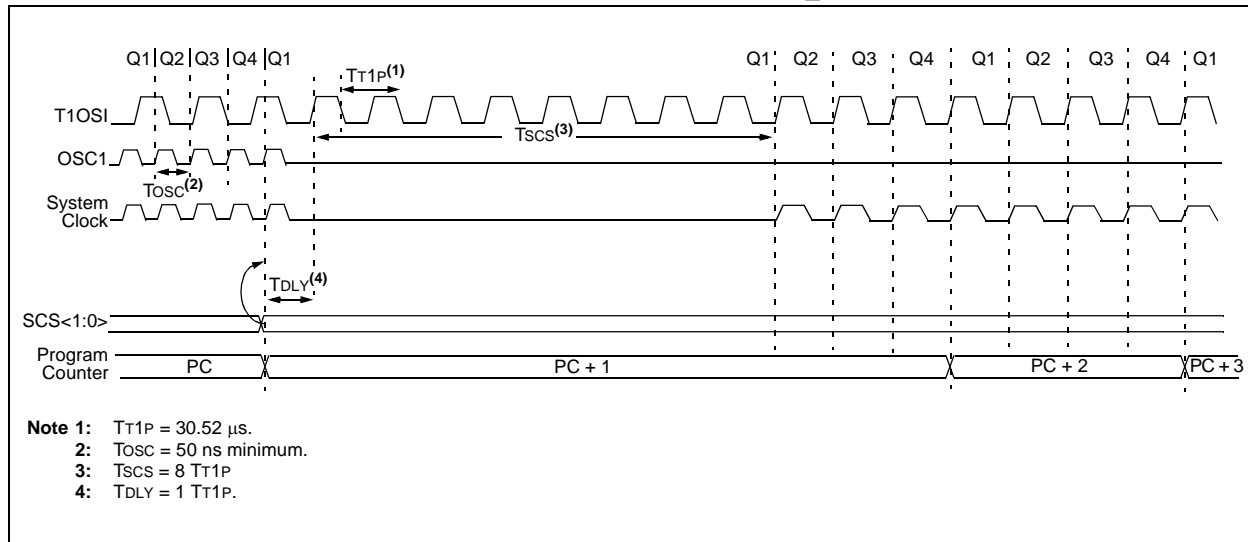 Q1 Q2 Q3 Q4 Q1 Q1 Q2 Q3 Q4 Q1 Q2 Q3 Q4 Q1
TT1P(1)
T1OSI
TSCS(3)
OSC1
TOSC(2)
System
Clock
TDLY(4)
SCS<1:0>
Program
Counter
PC PC + 1 PC + 2 PC + 3
Note 1: TT1P = 30.52 μs.
2: TOSC = 50 ns minimum.
3: TSCS = 8 TT1P
4: TDLY = 1 TT1P.